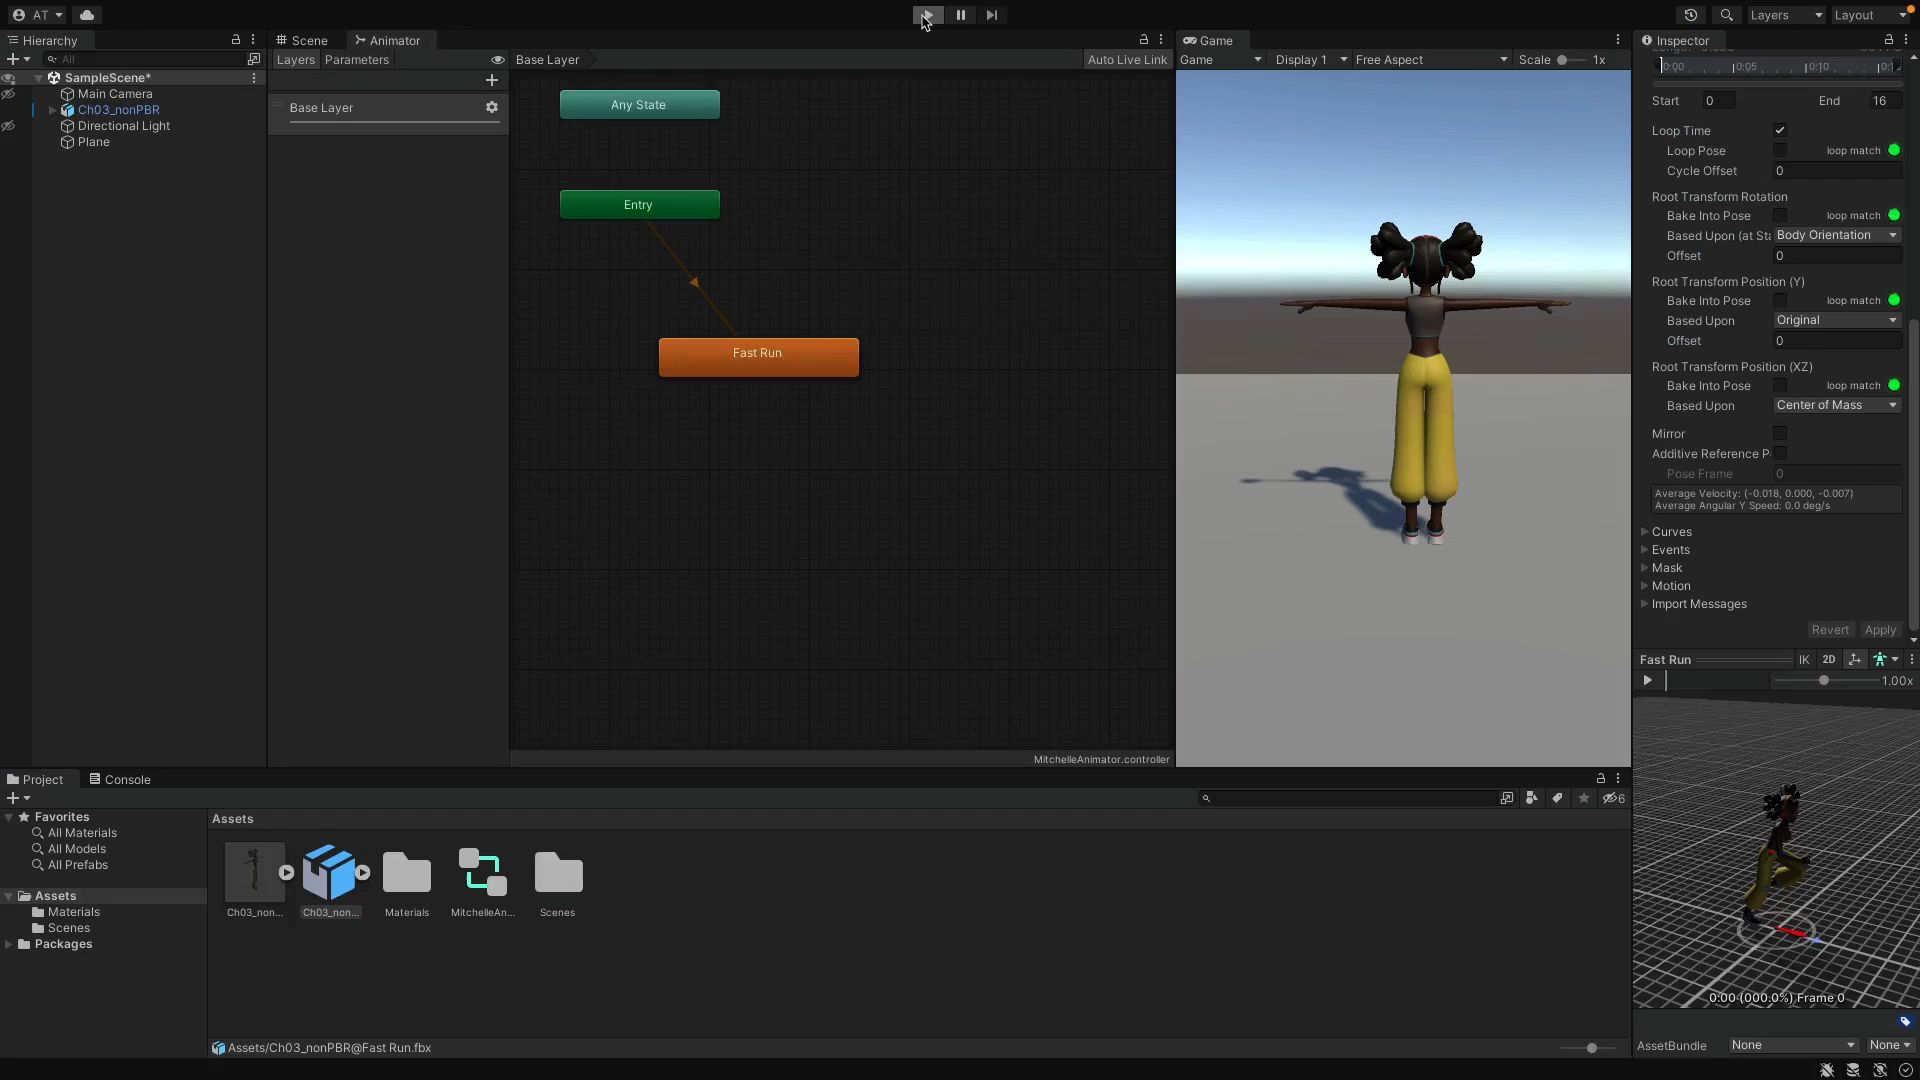 AT
Layers
Layout
Hierarchy
All
SampleScene*
Main Camera
Ch03_nonPBR
Directional Light
Plane
Scene
Animator
Layers
Parameters
Base Layer
Auto Live Link
Base Layer
Any State
Entry
Fast Run
MitchelleAnimator.controller
Game
Game
Display 1
Free Aspect
Scale
1x
Inspector
0:00
0:05
0:10
Start
0
End
16
Loop Time
Loop Pose
loop match
Cycle Offset
0
Root Transform Rotation
Bake Into Pose
loop match
Based Upon (at Sta
Body Orientation
Offset
0
Root Transform Position (Y)
Bake Into Pose
loop match
Based Upon
Original
Offset
0
Root Transform Position (XZ)
Bake Into Pose
loop match
Based Upon
Center of Mass
Mirror
Additive Reference P
Pose Frame
0
Average Velocity: (-0.018, 0.000, -0.007)
Average Angular Y Speed: 0.0 deg/s
Curves
Events
Mask
Motion
Import Messages
Revert
Apply
Fast Run
IK
2D
1.00x
0:00 (000.0%) Frame 0
AssetBundle
None
None
Project
Console
6
Favorites
All Materials
All Models
All Prefabs
Assets
Materials
Scenes
Packages
Assets
Ch03_non...
Ch03_non...
Materials
MitchelleAn...
Scenes
Assets/Ch03_nonPBR@Fast Run.fbx